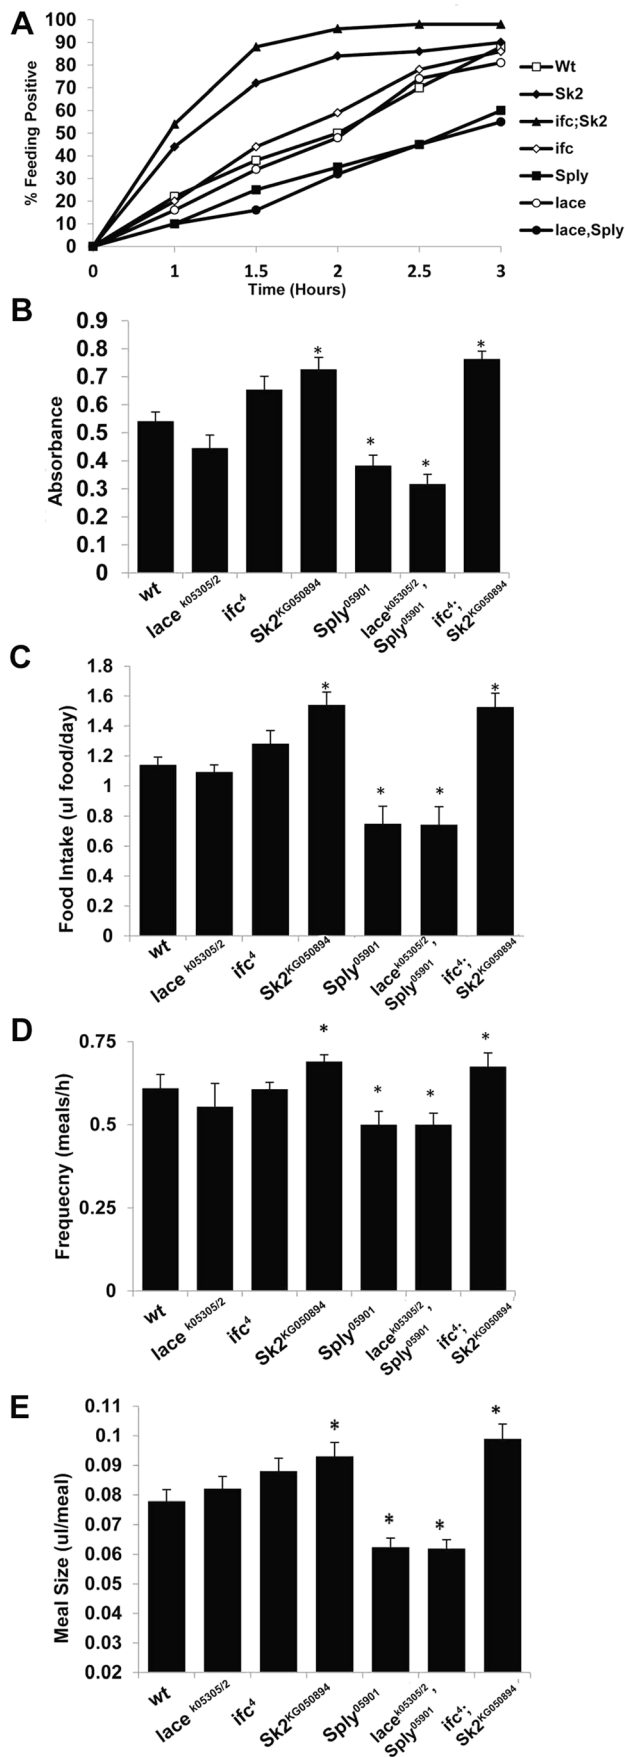 A
100
90
80
70
60
50
40
30
20
10
0
% Feeding Positive
0 1 1.5 2 2.5 3
Time (Hours)
Wt
Sk2
ifc;Sk2
ifc
Sply
lace
lace,Sply
B
0.9
0.8
0.7
0.6
0.5
0.4
0.3
0.2
0.1
0
Absorbance
* * * *
wt
lace k05305/2
ifc4
Sk2KG050894
Sply05901
lacek05305/2,
Sply05901
ifc4;
Sk2KG050894
C
1.8
1.6
1.4
1.2
1
0.8
0.6
0.4
0.2
0
Food Intake (ul food/day)
* * * *
wt
lace k05305/2
ifc4
Sk2KG050894
Sply05901
lacek05305/2,
Sply05901
ifc4;
Sk2KG050894
D
0.75
0.5
0.25
0
Frequecny (meals/h)
* * * *
wt
lace k05305/2
ifc4
Sk2KG050894
Sply05901
lacek05305/2,
Sply05901
ifc4;
Sk2KG050894
E
0.11
0.1
0.09
0.08
0.07
0.06
0.05
0.04
0.03
0.02
Meal Size (ul/meal)
* * * *
wt
lace k05305/2
ifc4
Sk2KG050894
Sply05901
lacek05305/2,
Sply05901
ifc4;
Sk2KG050894